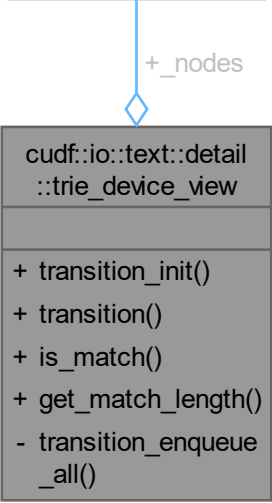 +_nodes
cudf::io::text::detail
::trie_device_view
+ transition_init()
+ transition()
+ is_match()
+ get_match_length()
- transition_enqueue
_all()